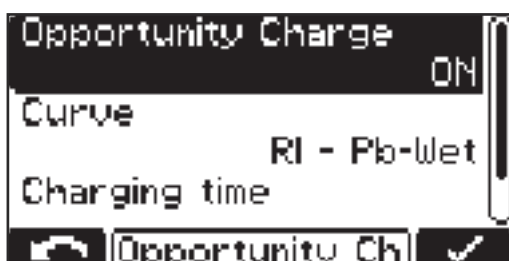 Opportunity Charge
ON
Curve
RI - Pb-Wet
Charging time
Opportunity Ch